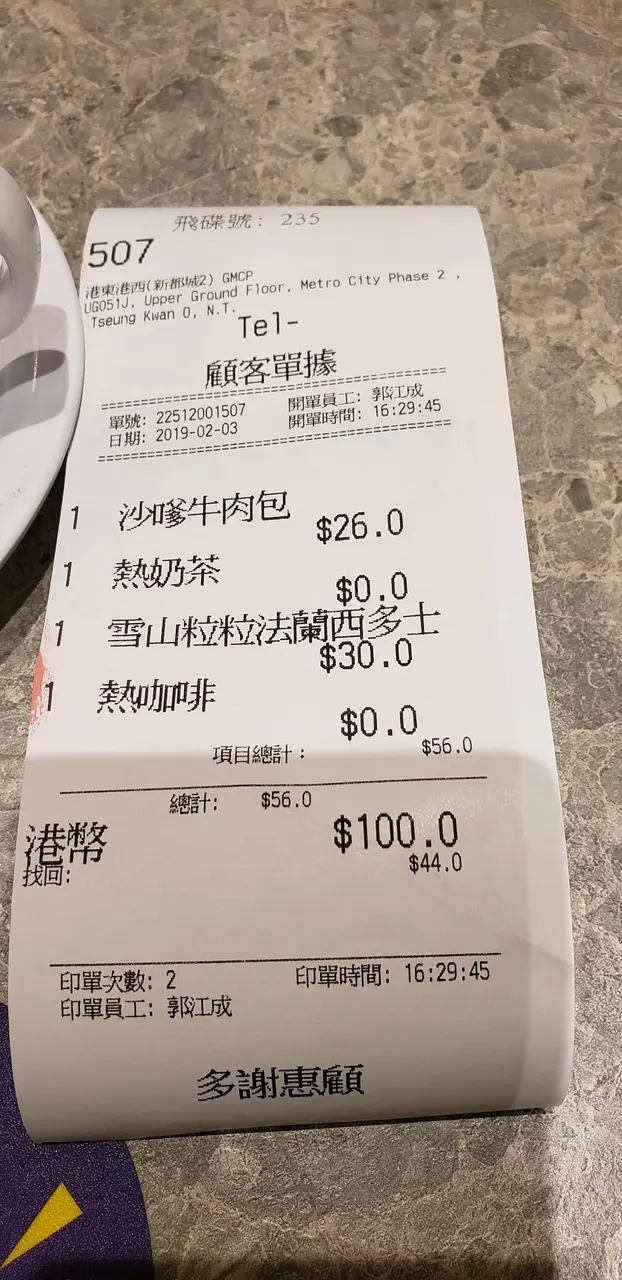 飛碟號: 235
507
港東港西(新都城2) GMCP
UG051J, Upper Ground Floor, Metro City Phase 2 ,
Tseung Kwan O, N.T.
Tel-
顧客單據
單號: 22512001507 開單員工: 郭江成
日期: 2019-02-03 開單時間: 16:29:45
1 沙嗲牛肉包 $26.0
1 熱奶茶 $0.0
1 雪山粒粒法蘭西多士
$30.0
1 熱咖啡 $0.0
項目總計: $56.0
總計: $56.0
港幣 $100.0
找回: $44.0
印單次數: 2 印單時間: 16:29:45
印單員工: 郭江成
多謝惠顧